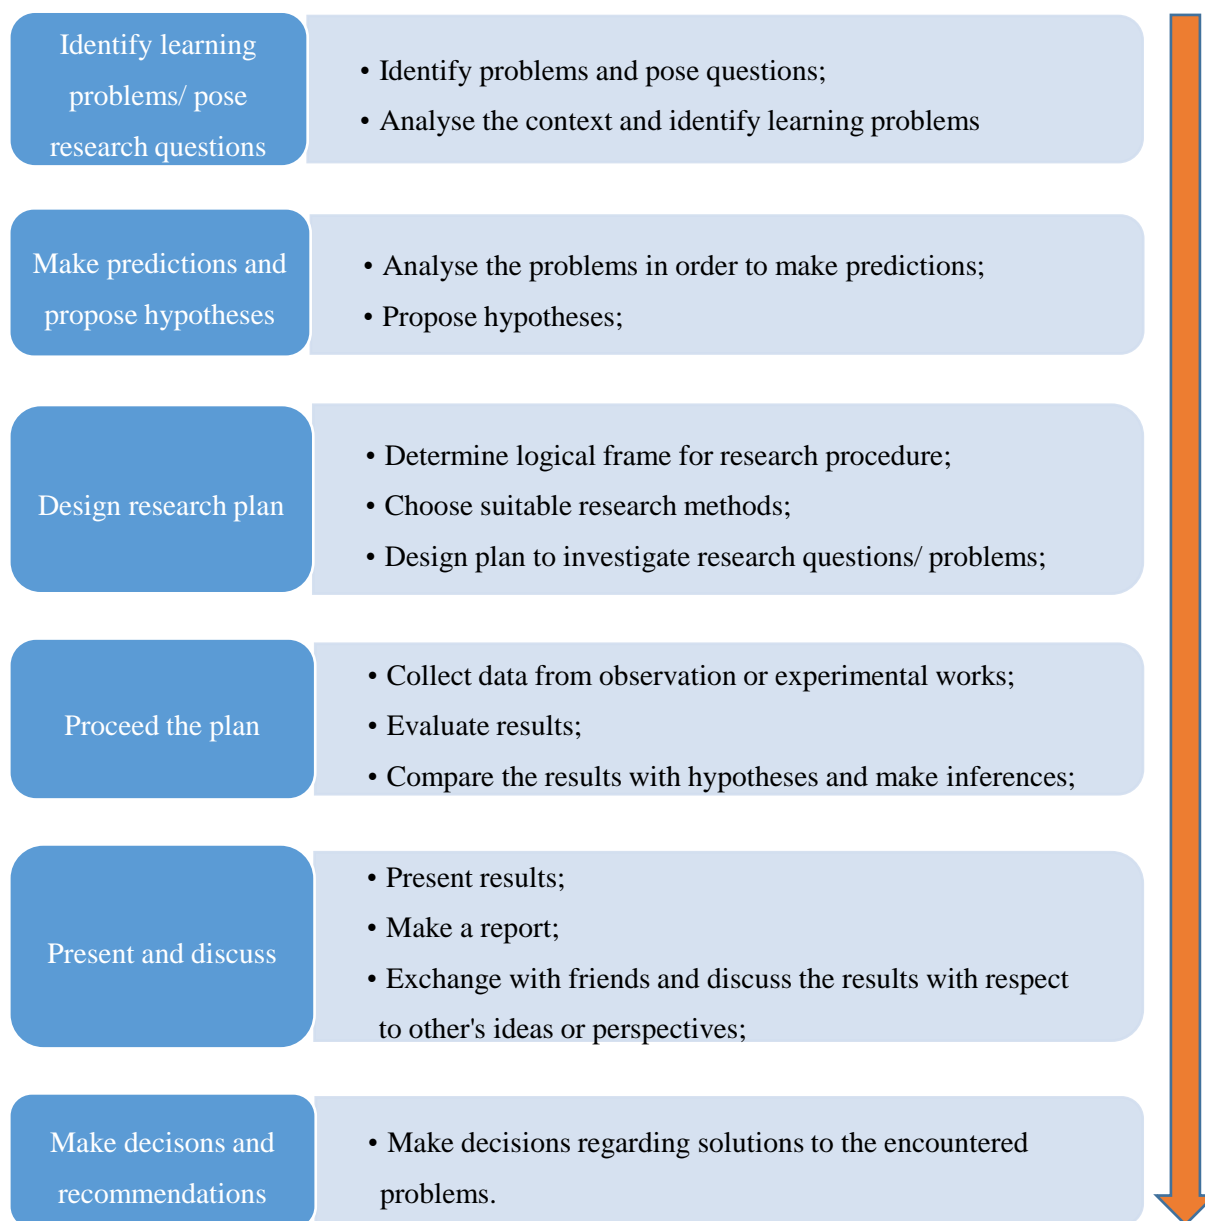 Identify learning
problems/ pose
research questions
• Identify problems and pose questions;
• Analyse the context and identify learning problems
Make predictions and
propose hypotheses
• Analyse the problems in order to make predictions;
• Propose hypotheses;
Design research plan
• Determine logical frame for research procedure;
• Choose suitable research methods;
• Design plan to investigate research questions/ problems;
Proceed the plan
• Collect data from observation or experimental works;
• Evaluate results;
• Compare the results with hypotheses and make inferences;
Present and discuss
• Present results;
• Make a report;
• Exchange with friends and discuss the results with respect
to other's ideas or perspectives;
Make decisons and
recommendations
• Make decisions regarding solutions to the encountered
problems.